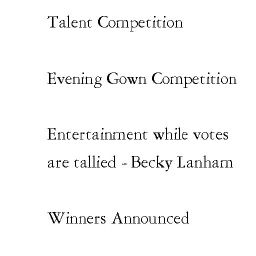 Talent Competition
Evening Gown Competition
Entertainment while votes
are tallied - Becky Lanham
Winners Announced